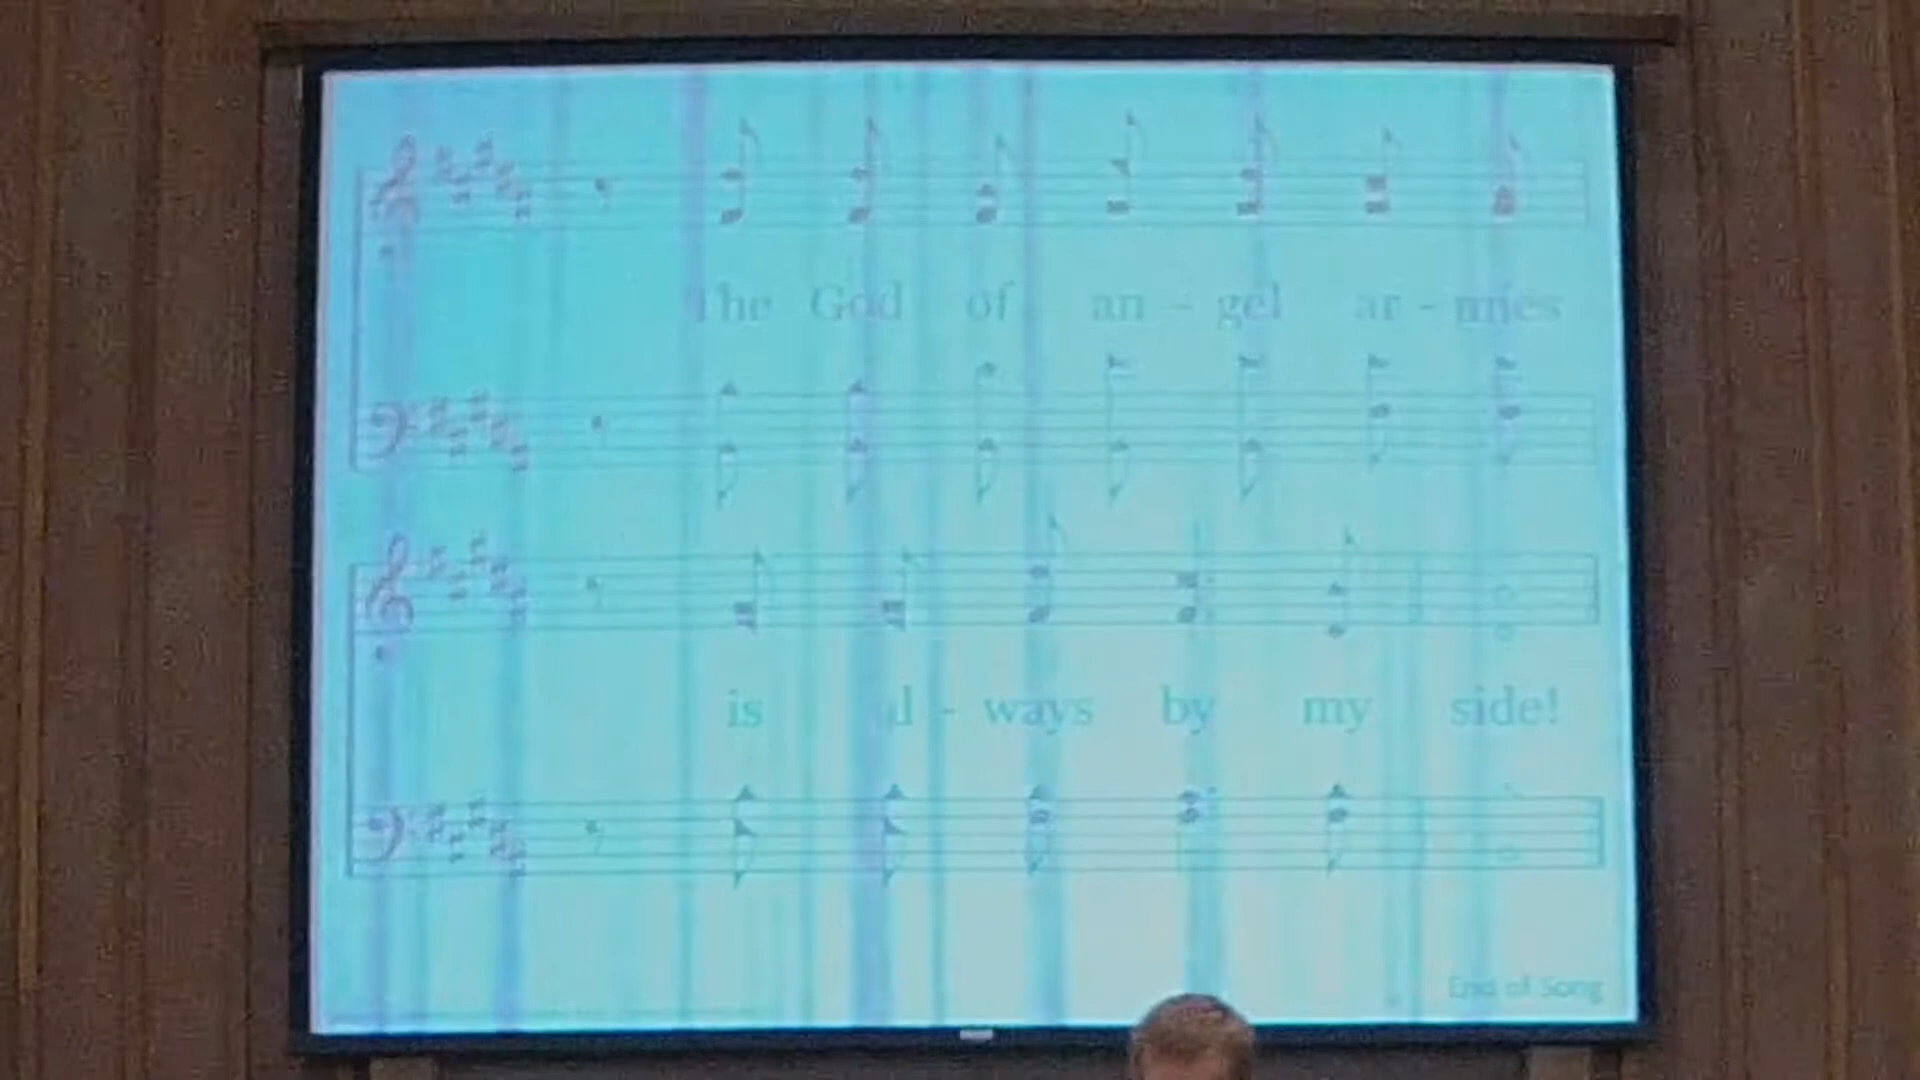 The God of an - gel ar - mies
is al - ways by my side!
End of Song